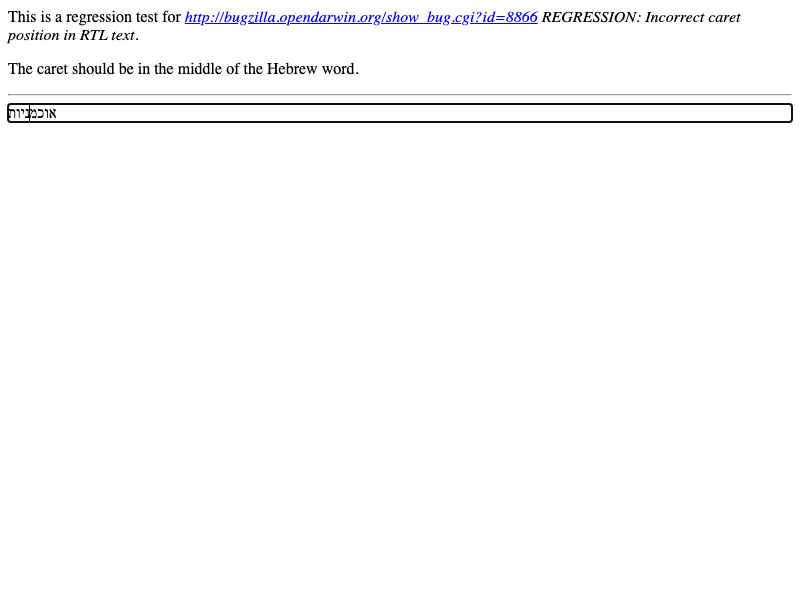 This is a regression test for http://bugzilla.opendarwin.org/show_bug.cgi?id=8866 REGRESSION: Incorrect caret
position in RTL text.
The caret should be in the middle of the Hebrew word.
אוכמניות